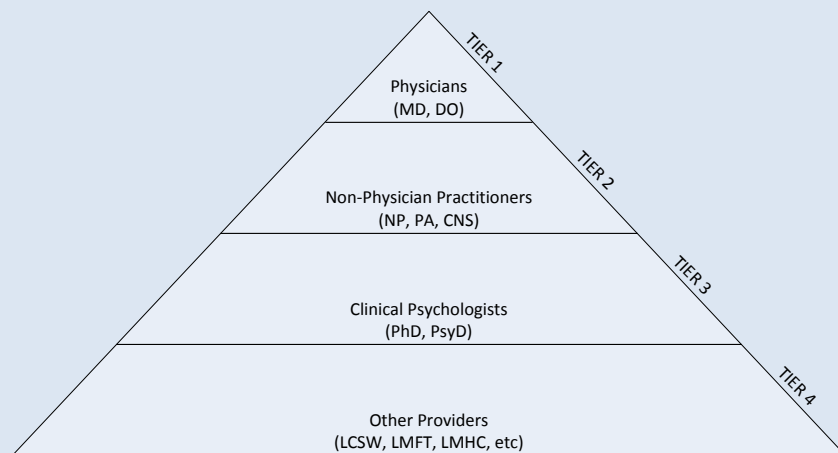 TIER 1
Physicians
(MD, DO)
TIER 2
Non-Physician Practitioners
(NP, PA, CNS)
TIER 3
Clinical Psychologists
(PhD, PsyD)
TIER 4
Other Providers
(LCSW, LMFT, LMHC, etc)